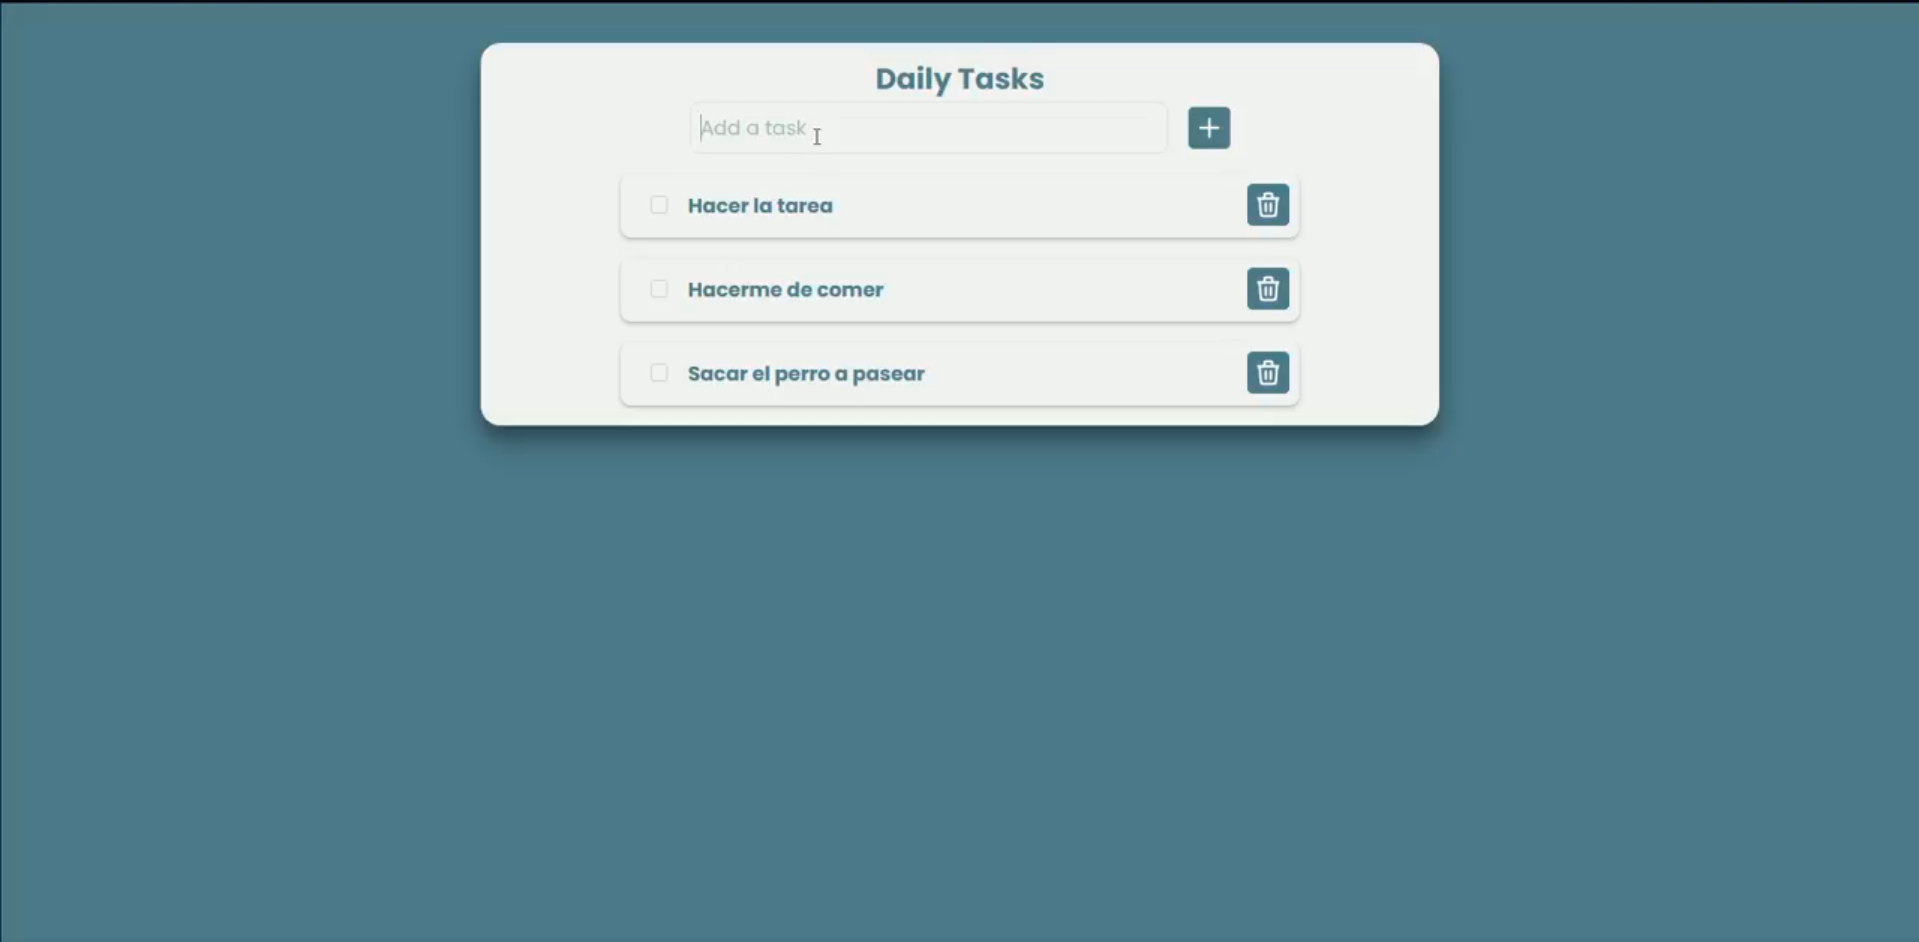 Daily Tasks
Add a task
Hacer la tarea
Hacerme de comer
Sacar el perro a pasear